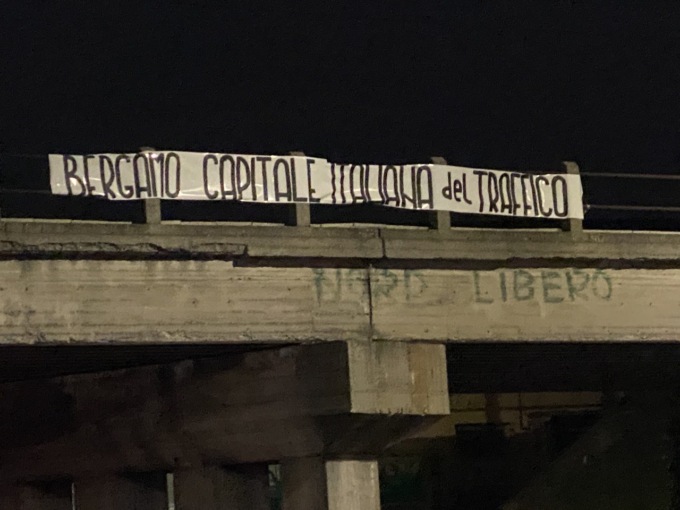 BERGAMO CAPITALE ITALIANA del TRAFFICO
NORD LIBERO